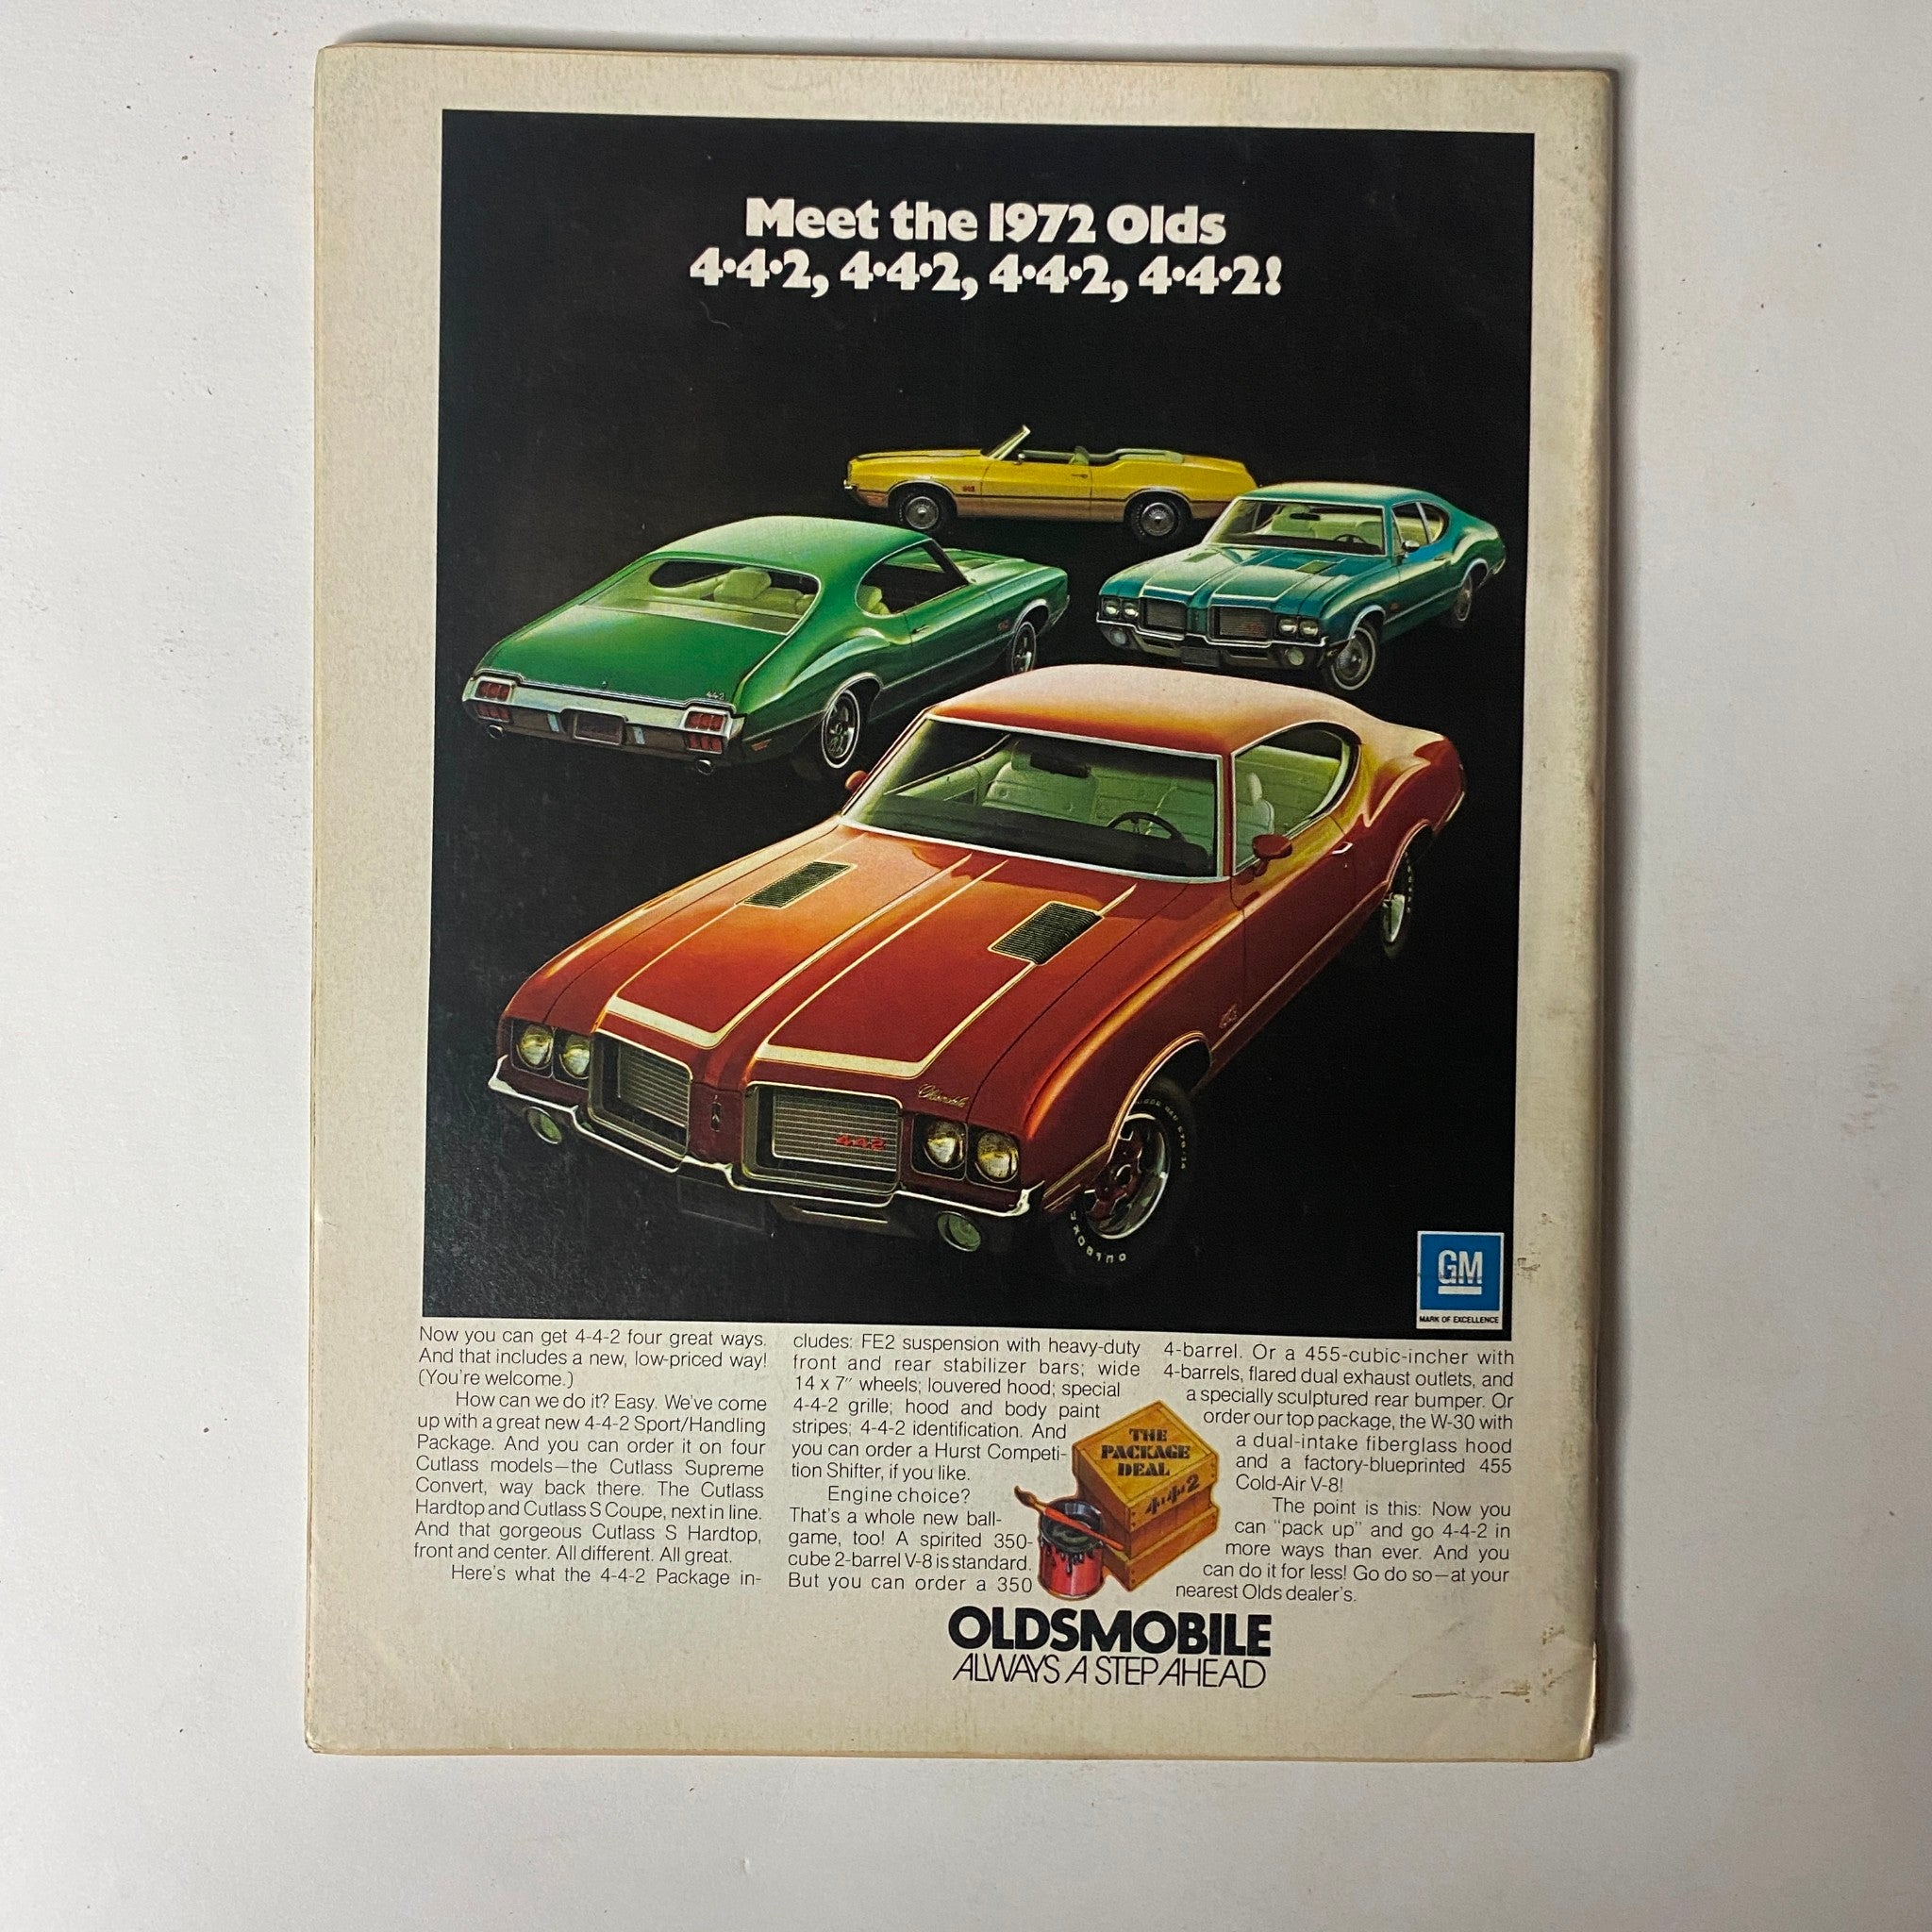 Meet the 1972 Olds
4•4•2, 4•4•2, 4•4•2, 4•4•2!
442
Oldsmobile
4-4-2
GM
MARK OF EXCELLENCE
Now you can get 4-4-2 four great ways.
And that includes a new, low-priced way!
(You're welcome.)
How can we do it? Easy. We've come
up with a great new 4-4-2 Sport/Handling
Package. And you can order it on four
Cutlass models—the Cutlass Supreme
Convert, way back there. The Cutlass
Hardtop and Cutlass S Coupe, next in line.
And that gorgeous Cutlass S Hardtop,
front and center. All different. All great.
Here's what the 4-4-2 Package in-
cludes: FE2 suspension with heavy-duty
front and rear stabilizer bars; wide
14 x 7" wheels; louvered hood; special
4-4-2 grille; hood and body paint
stripes; 4-4-2 identification. And
you can order a Hurst Competi-
tion Shifter, if you like.
Engine choice?
That's a whole new ball-
game, too! A spirited 350-
cube 2-barrel V-8 is standard.
But you can order a 350
4-barrel. Or a 455-cubic-incher with
4-barrels, flared dual exhaust outlets, and
a specially sculptured rear bumper. Or
order our top package, the W-30 with
a dual-intake fiberglass hood
and a factory-blueprinted 455
Cold-Air V-8!
The point is this: Now you
can "pack up" and go 4-4-2 in
more ways than ever. And you
can do it for less! Go do so—at your
nearest Olds dealer's.
THE
PACKAGE
DEAL
4•4•2
OLDSMOBILE
ALWAYS A STEP AHEAD